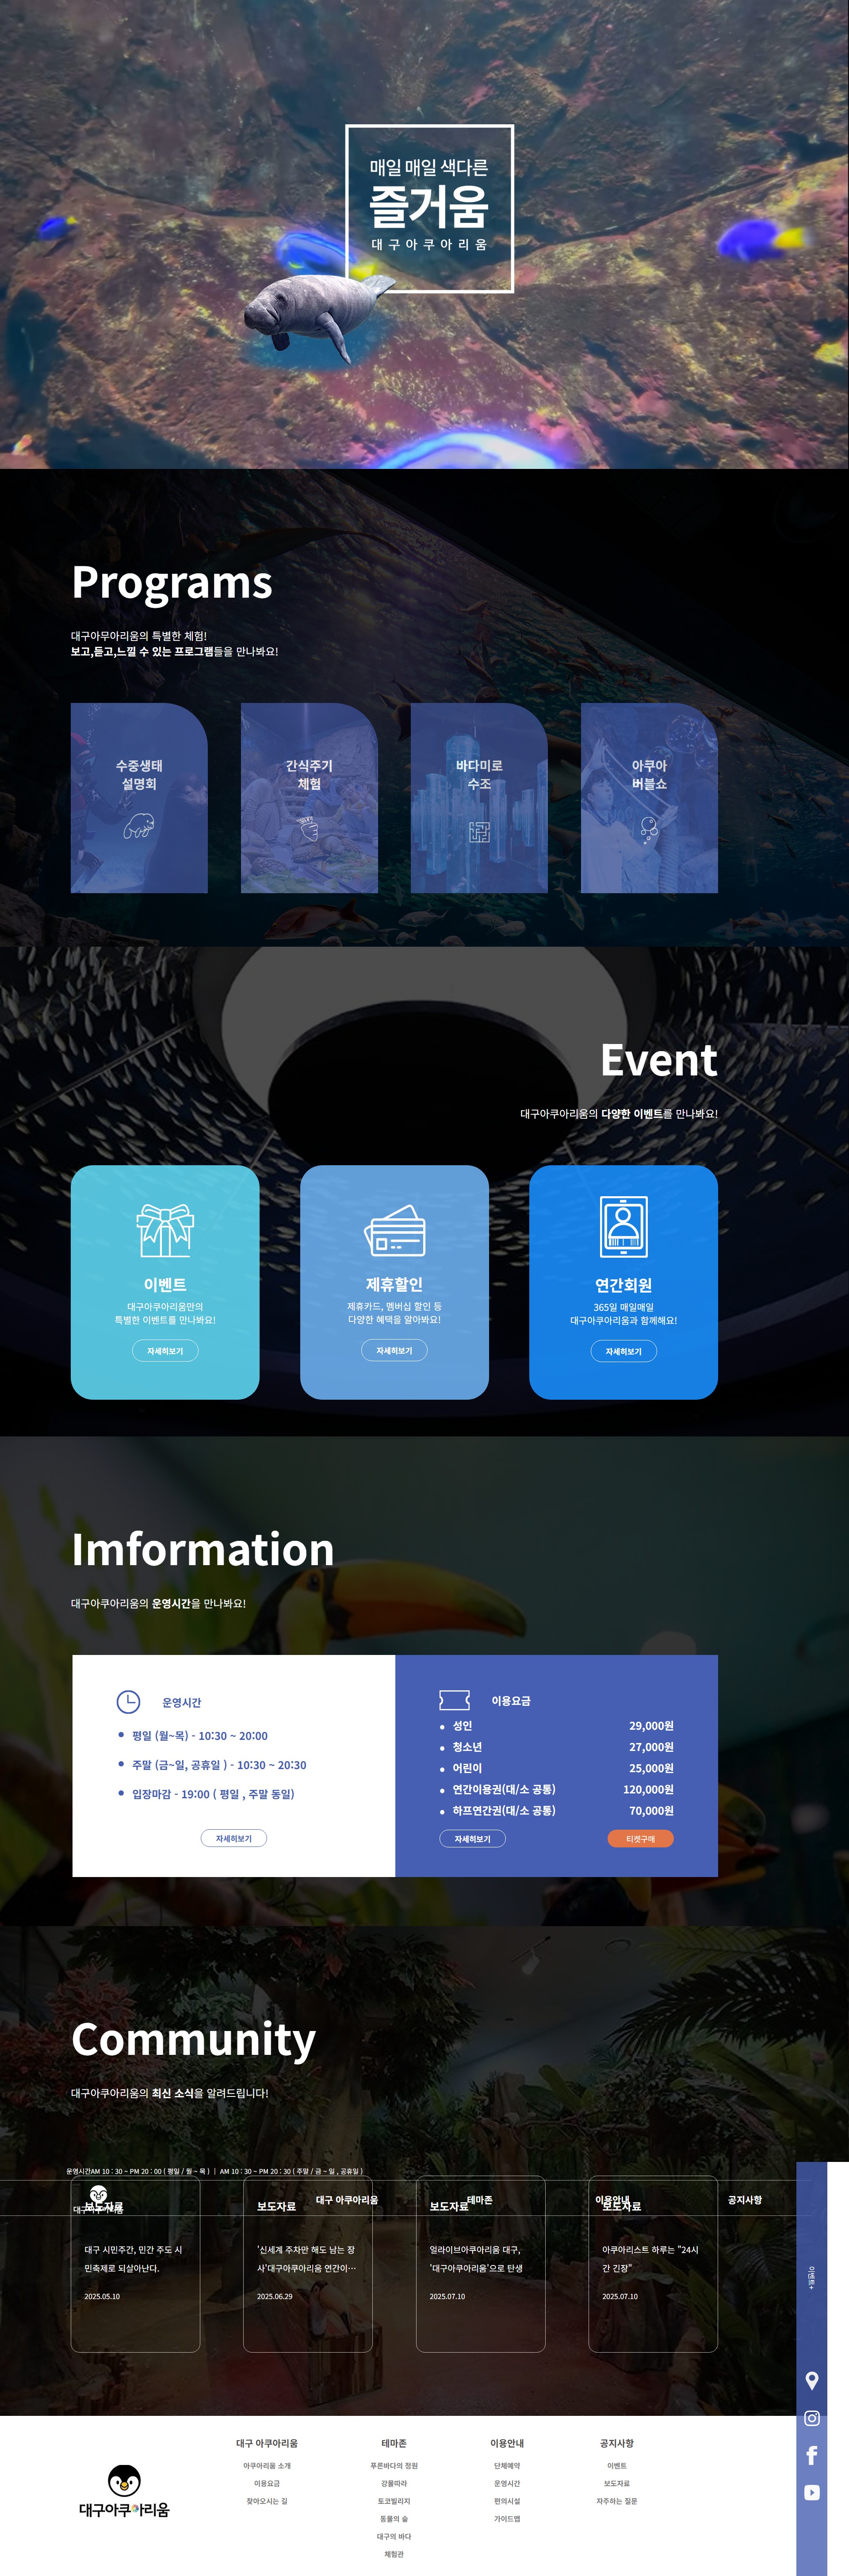 매일 매일 색다른
즐거움
대구아쿠아리움
Programs
대구아무아리움의 특별한 체험!
보고,듣고,느낄 수 있는 프로그램들을 만나봐요!
수중생태
설명회
간식주기
체험
바다미로
수조
아쿠아
버블쇼
Event
대구아쿠아리움의 다양한 이벤트를 만나봐요!
이벤트
대구아쿠아리움만의
특별한 이벤트를 만나봐요!
자세히보기
제휴할인
제휴카드, 멤버십 할인 등
다양한 혜택을 알아봐요!
자세히보기
연간회원
365일 매일매일
대구아쿠아리움과 함께해요!
자세히보기
Imformation
대구아쿠아리움의 운영시간을 만나봐요!
운영시간
평일 (월~목) - 10:30 ~ 20:00
주말 (금~일, 공휴일 ) - 10:30 ~ 20:30
입장마감 - 19:00 ( 평일 , 주말 동일)
자세히보기
이용요금
성인 29,000원
청소년 27,000원
어린이 25,000원
연간이용권(대/소 공통) 120,000원
하프연간권(대/소 공통) 70,000원
자세히보기
티켓구매
Community
대구아쿠아리움의 최신 소식을 알려드립니다!
운영시간AM 10 : 30 ~ PM 20 : 00 ( 평일 / 월 ~ 목 ) | AM 10 : 30 ~ PM 20 : 30 ( 주말 / 금 ~ 일 , 공휴일 )
대구 아쿠아리움
테마존
이용안내
공지사항
보도자료
대구 시민주간, 민간 주도 시
민축제로 되살아난다.
2025.05.10
보도자료
'신세계 주차만 해도 남는 장
사'대구아쿠아리움 연간이…
2025.06.29
보도자료
얼라이브아쿠아리움 대구,
'대구아쿠아리움'으로 탄생
2025.07.10
보도자료
아쿠아리스트 하루는 "24시
간 긴장"
2025.07.10
이벤트+
대구아쿠아리움
대구 아쿠아리움
아쿠아리움 소개
이용요금
찾아오시는 길
테마존
푸른바다의 정원
강물따라
토코빌리지
동물의 숲
대구의 바다
체험관
이용안내
단체예약
운영시간
편의시설
가이드맵
공지사항
이벤트
보도자료
자주하는 질문